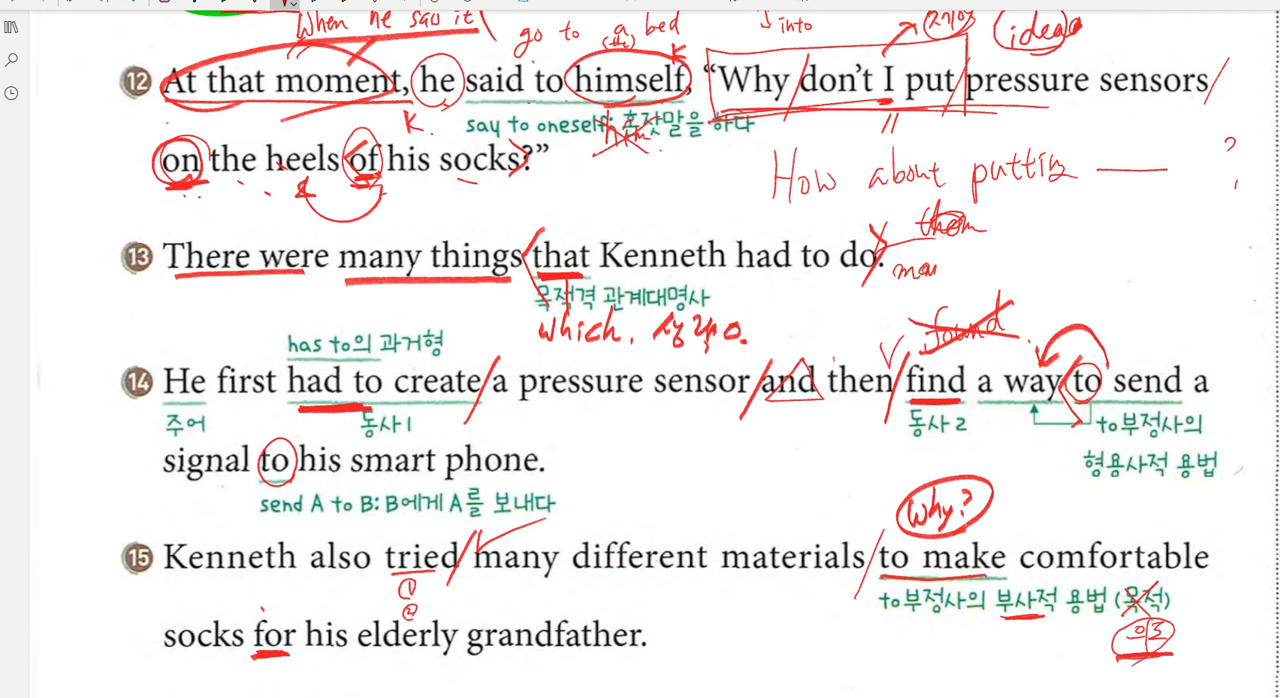 When he saw it
go to a bed
(the)
↓ into
(idea)
K
⑫ At that moment, he said to himself, “Why don’t I put pressure sensors
K.
say to oneself: 혼잣말을 하다
him
on the heels of his socks?”
How about putting ― ?
⑬ There were many things that Kenneth had to do.
them
목적격 관계대명사
which, 생략 o.
has to의 과거형
found
⑭ He first had to create a pressure sensor and then find a way to send a
주어
동사1
동사2
to부정사의
형용사적 용법
signal to his smart phone.
send A to B: B에게 A를 보내다
Why?
⑮ Kenneth also tried many different materials to make comfortable
①
②
to부정사의 부사적 용법 (목적)
socks for his elderly grandfather.